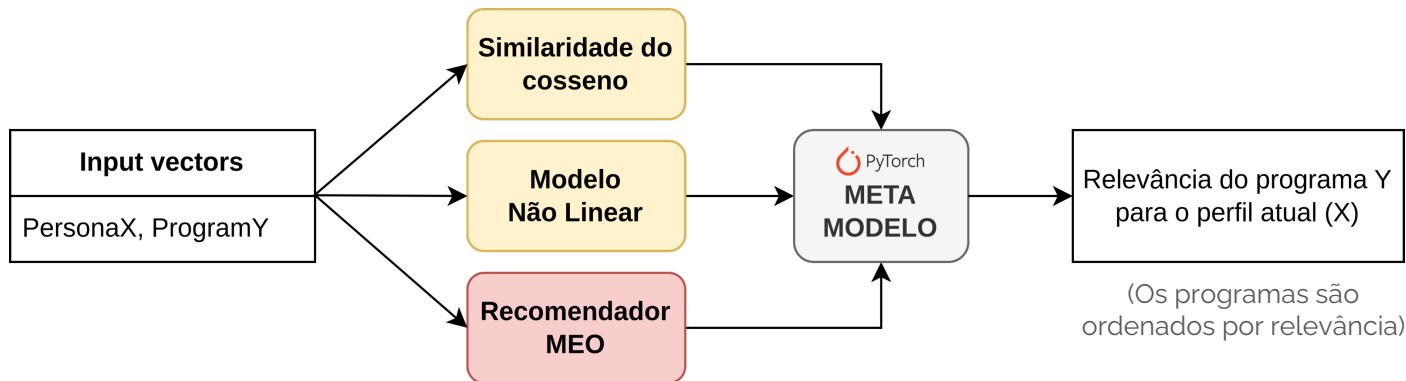 Input vectors
PersonaX, ProgramY
Similaridade do
cosseno
Modelo
Não Linear
Recomendador
MEO
PyTorch
META
MODELO
Relevância do programa Y
para o perfil atual (X)
(Os programas são
ordenados por relevância)